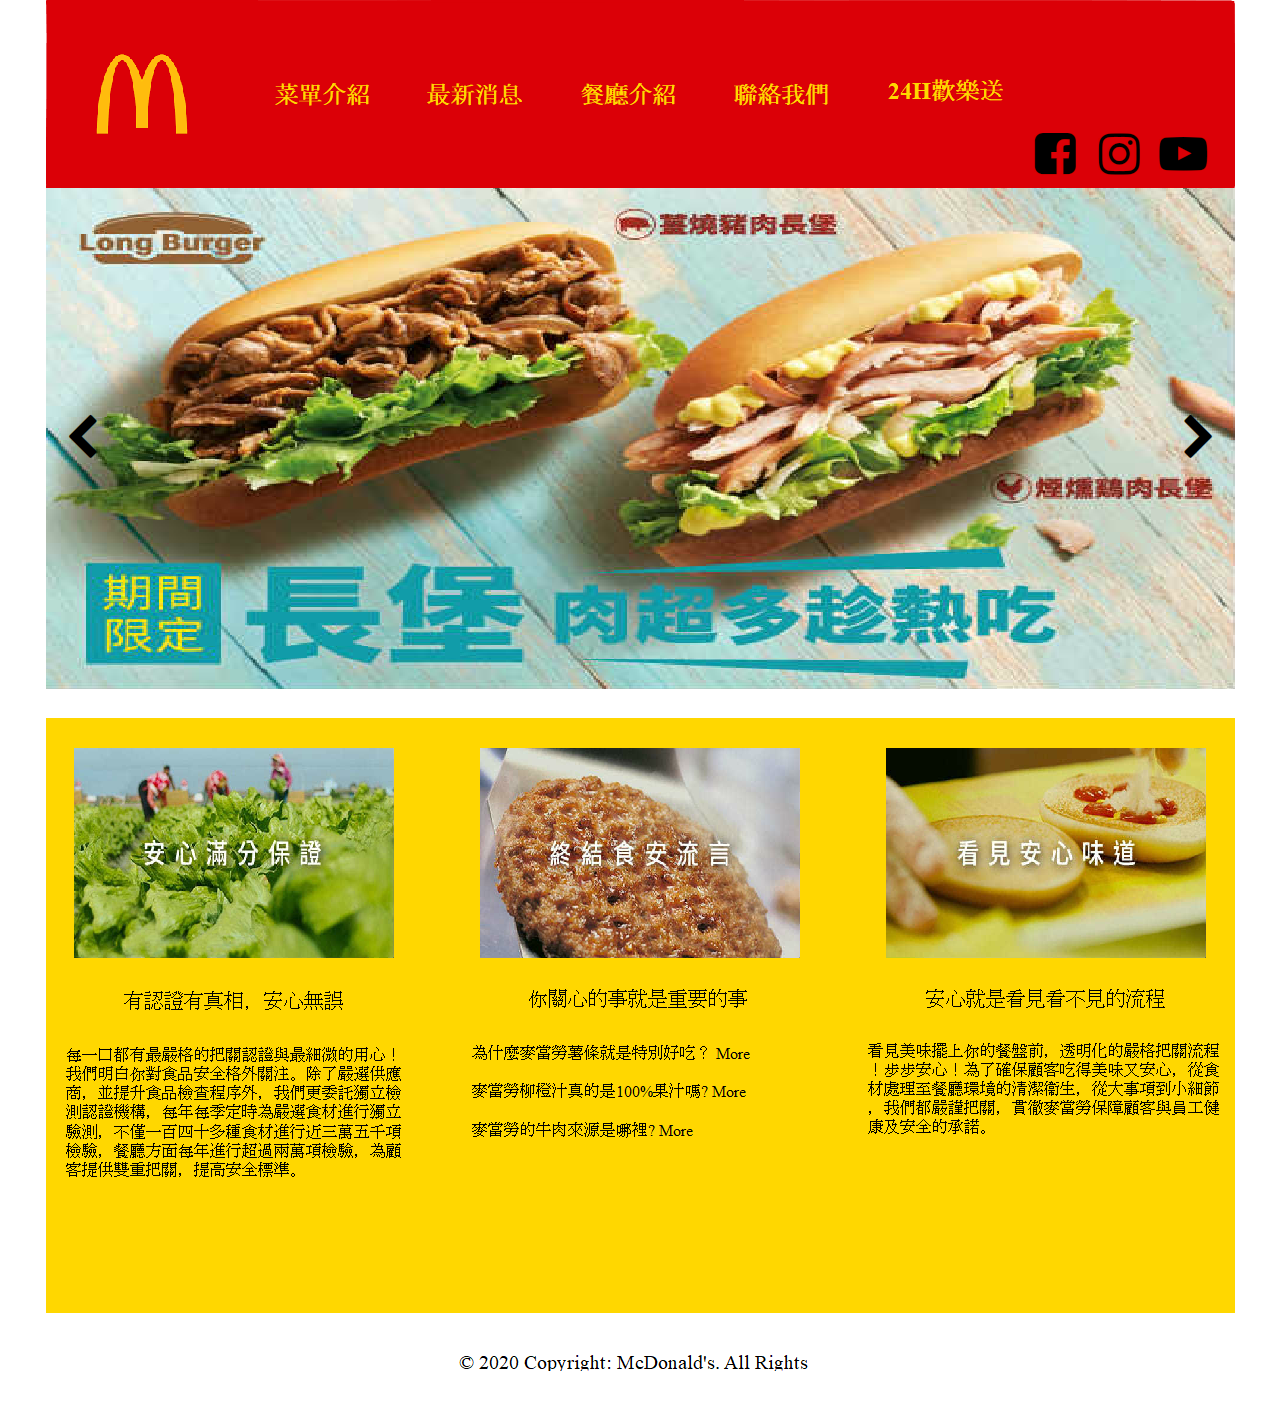 菜單介紹
最新消息
餐廳介紹
聯絡我們
24H歡樂送
Long Burger
薑燒豬肉長堡
煙燻鷄肉長堡
期間
限定
長堡
肉超多趁熱吃
安心滿分保證
有認證有真相，安心無誤
每一口都有最嚴格的把關認證與最細微的用心！
我們明白你對食品安全格外關注。除了嚴選供應
商，並提升食品檢查程序外，我們更委託獨立檢
測認證機構，每年每季定時為嚴選食材進行獨立
驗測，不僅一百四十多種食材進行近三萬五千項
檢驗，餐廳方面每年進行超過兩萬項檢驗，為顧
客提供雙重把關，提高安全標準。
終結食安流言
你關心的事就是重要的事
為什麼麥當勞薯條就是特別好吃？ More
麥當勞柳橙汁真的是100%果汁嗎? More
麥當勞的牛肉來源是哪裡? More
看見安心味道
安心就是看見看不見的流程
看見美味擺上你的餐盤前，透明化的嚴格把關流程
！步步安心！為了確保顧客吃得美味又安心，從食
材處理至餐廳環境的清潔衛生，從大事項到小細節
，我們都嚴謹把關，貫徹麥當勞保障顧客與員工健
康及安全的承諾。
© 2020 Copyright: McDonald's. All Rights